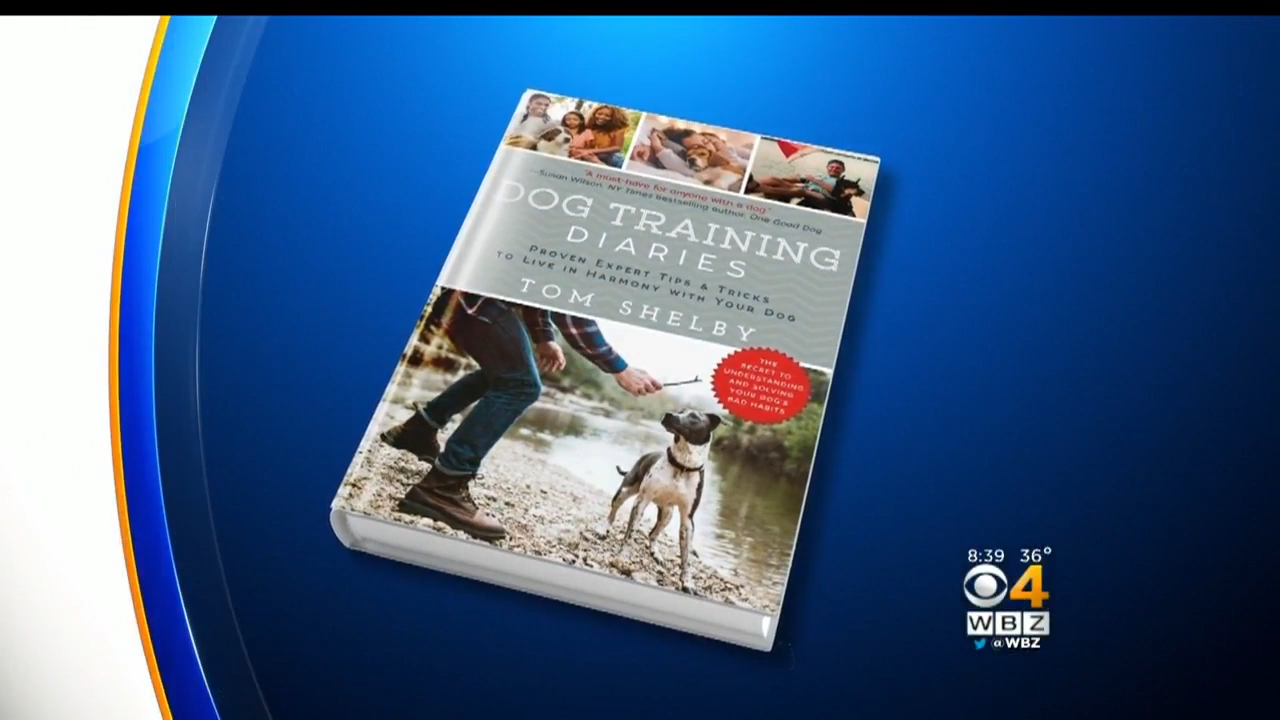 "A must-have for anyone with a dog."
—Susan Wilson, NY Times bestselling author, One Good Dog
DOG TRAINING
DIARIES
PROVEN EXPERT TIPS & TRICKS
TO LIVE IN HARMONY WITH YOUR DOG
TOM SHELBY
THE
SECRET TO
UNDERSTANDING
AND SOLVING
YOUR DOG'S
BAD HABITS
8:39 36°
4
WBZ
@WBZ